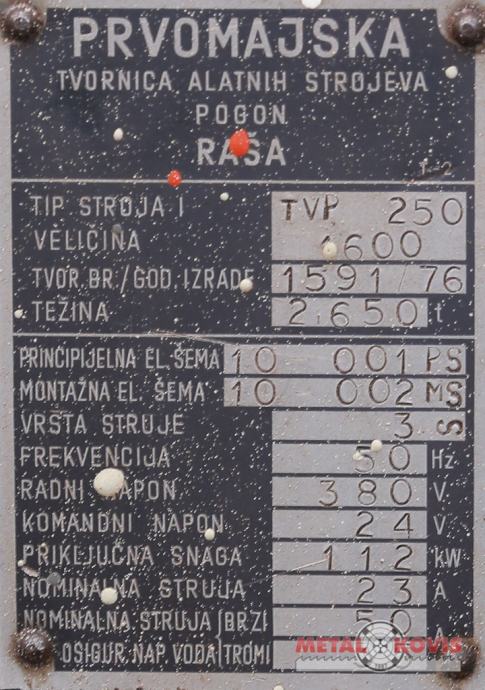 PRVOMAJSKA
TVORNICA ALATNIH STROJEVA
POGON
RAŠA
TIP STROJA I TVP 250
VELIČINA 1600
TVOR. BR./GOD. IZRADE 1591/76
TEŽINA 2.650 t
PRINCIPIJELNA EL. ŠEMA 10 001 PS
MONTAŽNA EL. ŠEMA 10 002 MS
VRSTA STRUJE 3 S
FREKVENCIJA 50 Hz
RADNI NAPON 380 V.
KOMANDNI NAPON 24 V
PRIKLJUČNA SNAGA 11.2 kW
NOMINALNA STRUJA 23 A
NOMINALNA STRUJA BRZI 50
OSIGUR. NAP. VODA TROMI
METAL KOVIS